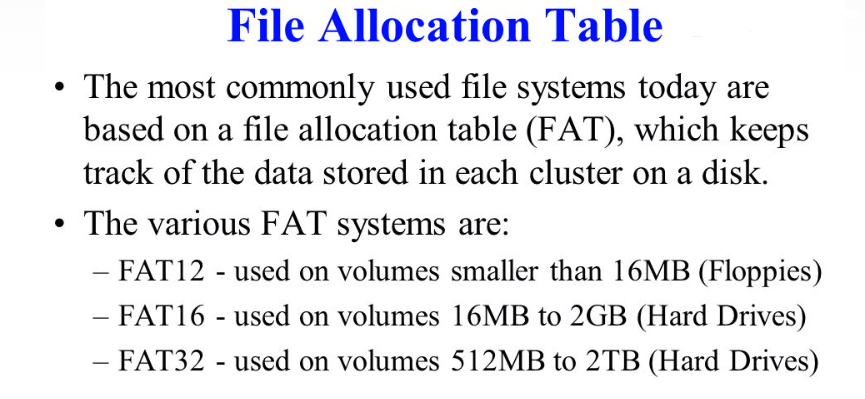 File Allocation Table
• The most commonly used file systems today are
based on a file allocation table (FAT), which keeps
track of the data stored in each cluster on a disk.
• The various FAT systems are:
– FAT12 - used on volumes smaller than 16MB (Floppies)
– FAT16 - used on volumes 16MB to 2GB (Hard Drives)
– FAT32 - used on volumes 512MB to 2TB (Hard Drives)